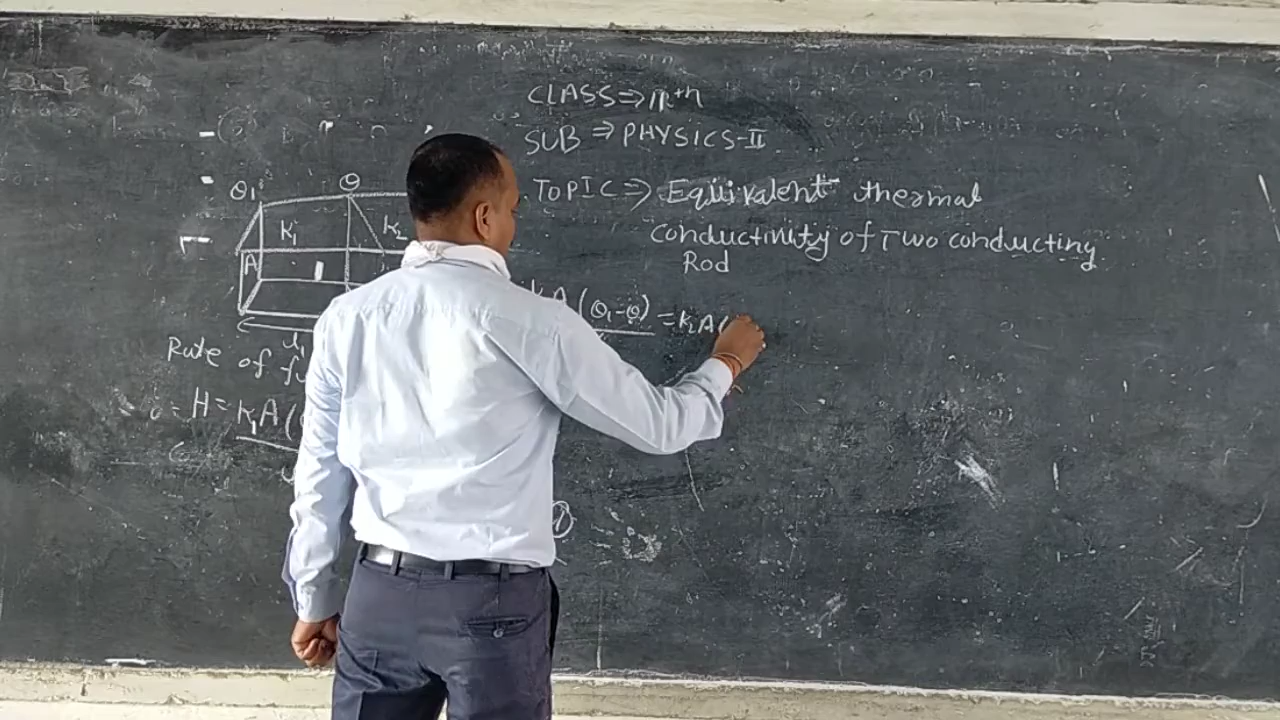 CLASS ⇒ 11th
SUB ⇒ PHYSICS-II
TOPIC ⇒ Equivalent thermal
conductivity of Two conducting
Rod
θ1 θ
K1 K2
A
l1
K1A(θ1-θ) = K2A(
Rate of
H = K1A(